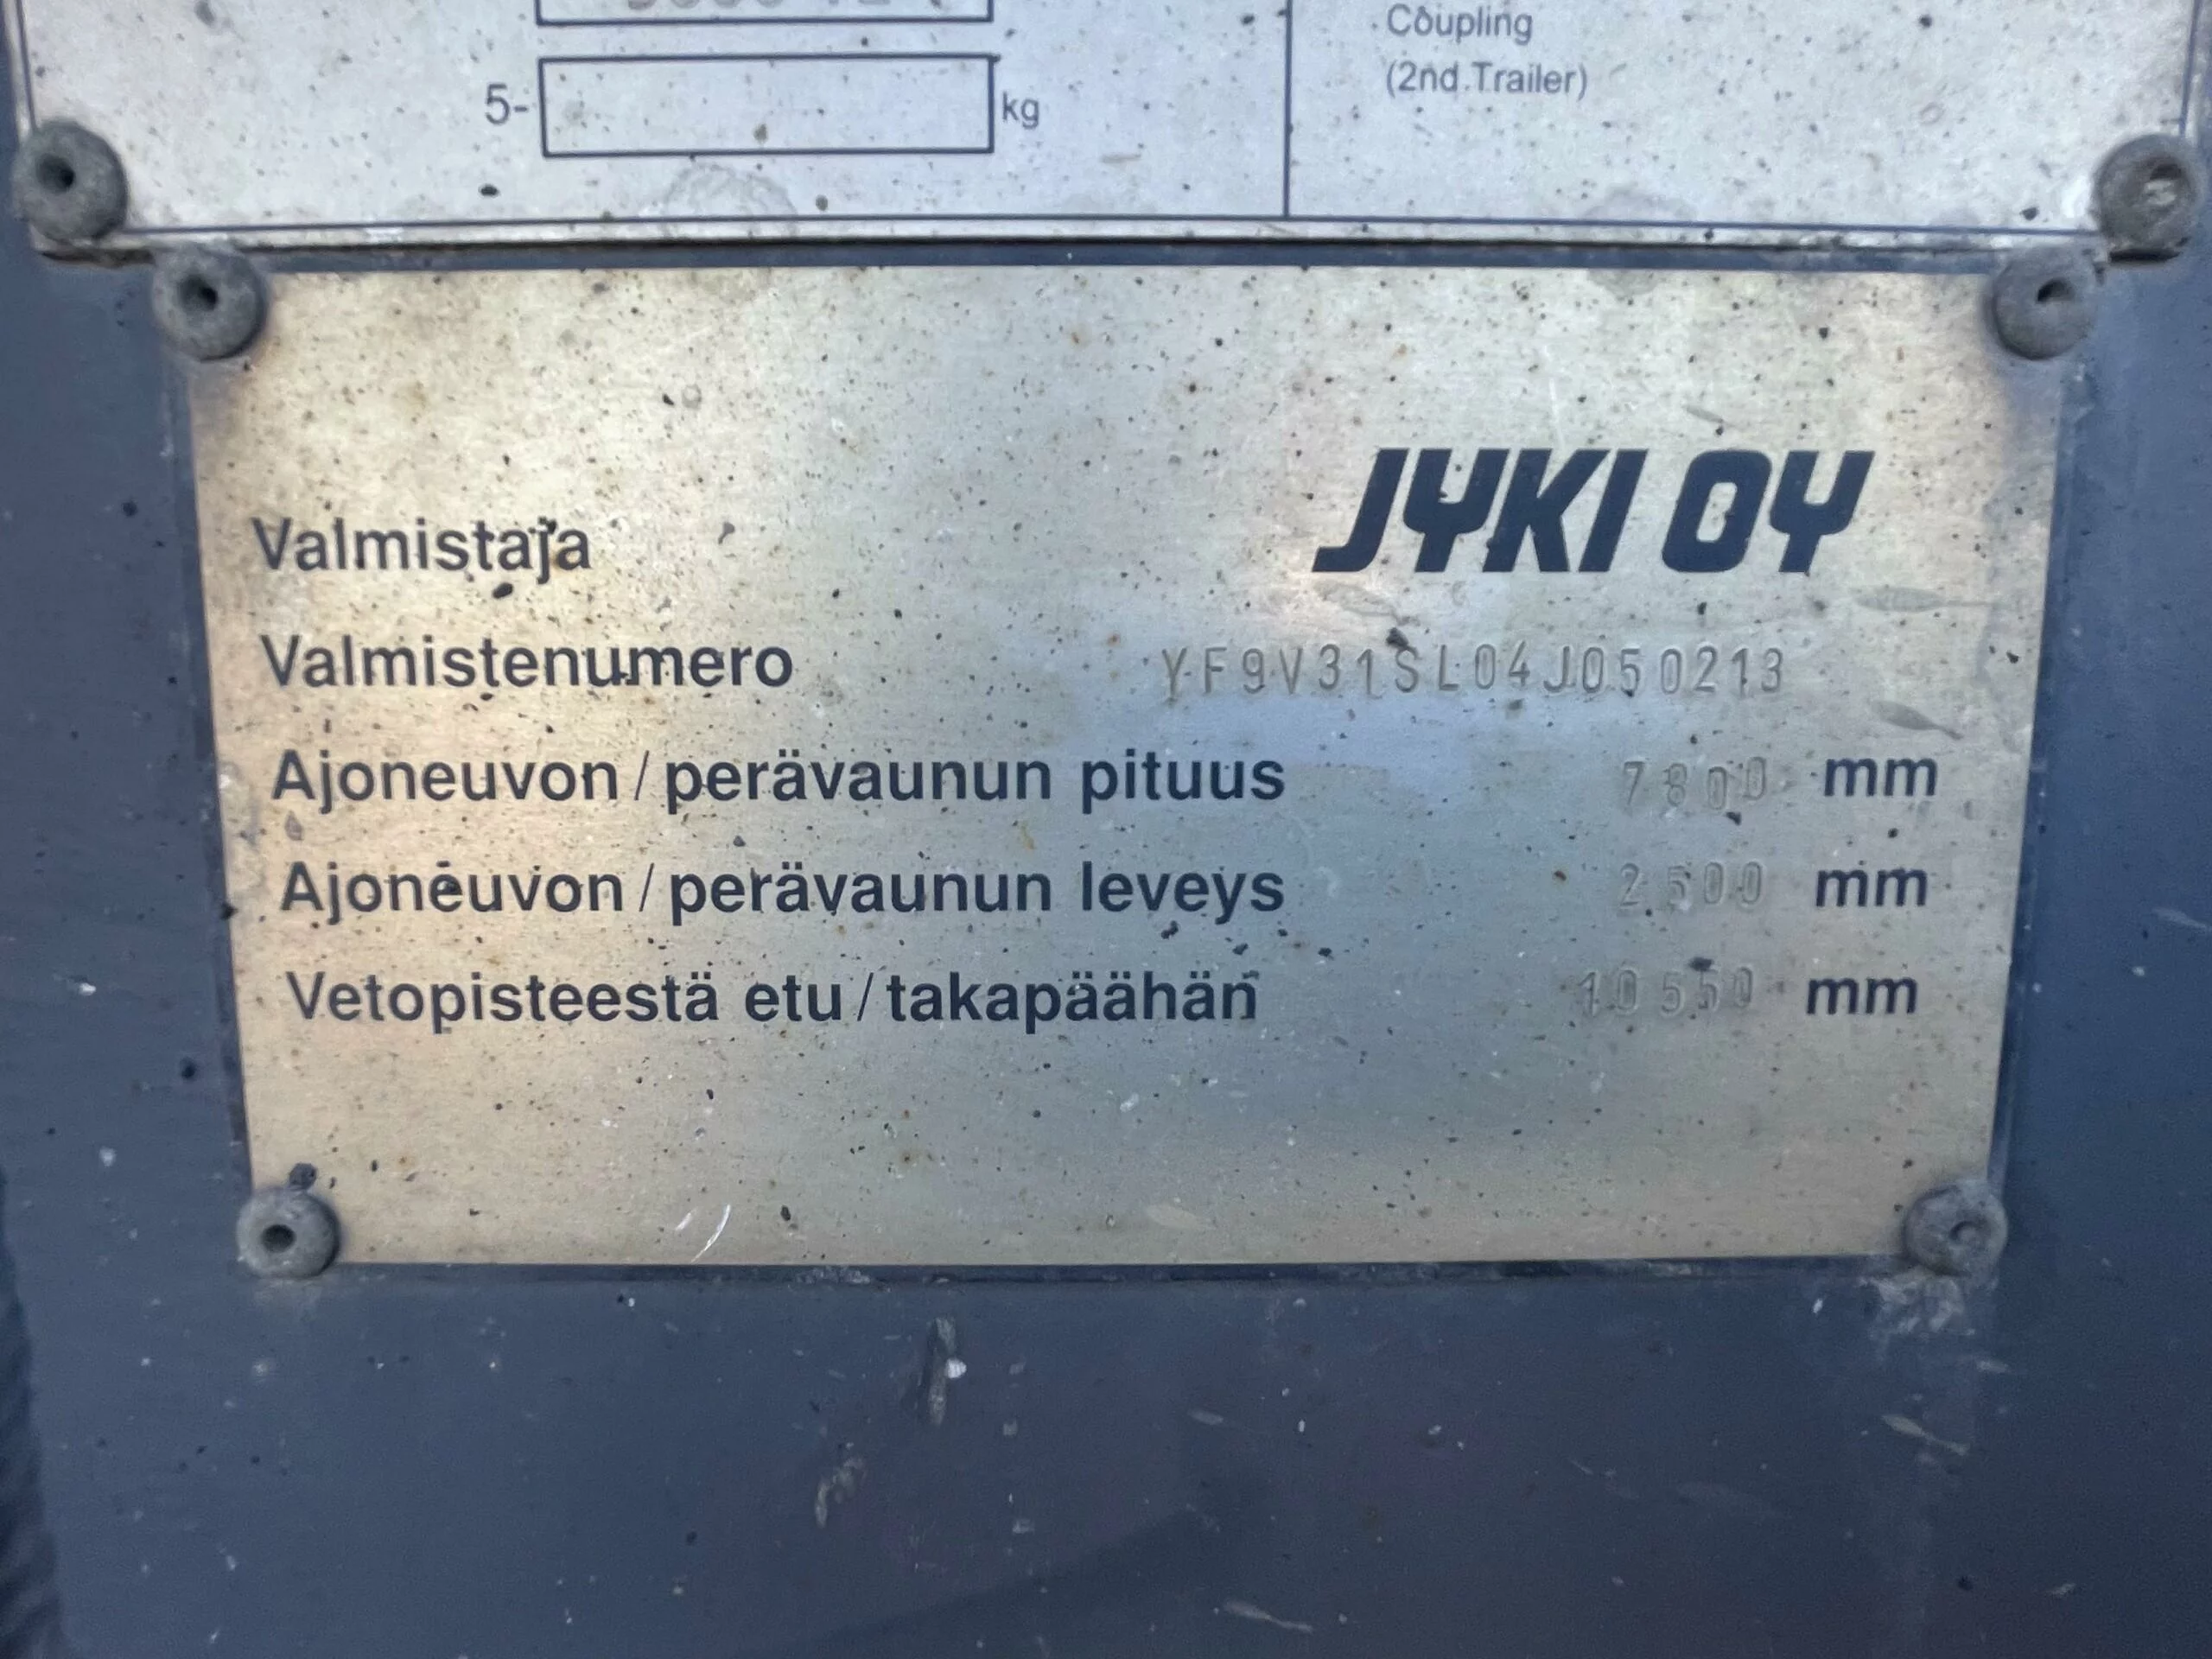 Coupling
(2nd Trailer)
5- kg
JYKI OY
Valmistaja
Valmistenumero YF9V31SL04J050213
Ajoneuvon / perävaunun pituus 7800 mm
Ajoneuvon / perävaunun leveys 2500 mm
Vetopisteestä etu / takapäähän 10550 mm